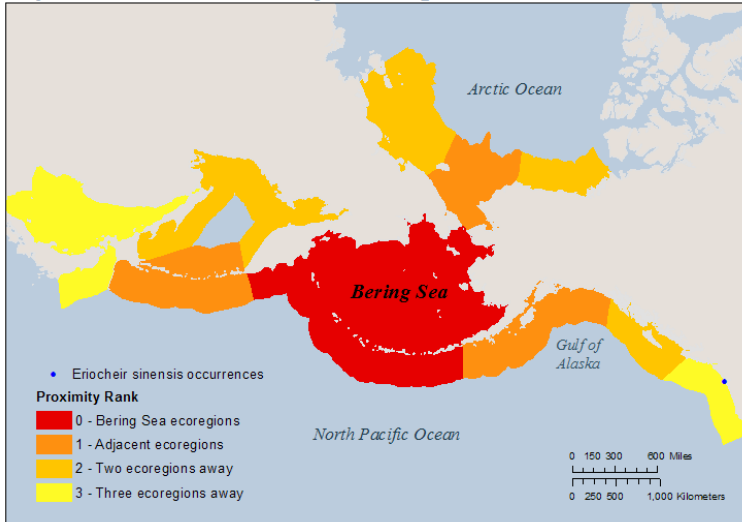 Arctic Ocean
Bering Sea
Gulf of
Alaska
Eriocheir sinensis occurrences
Proximity Rank
0 - Bering Sea ecoregions
1 - Adjacent ecoregions
2 - Two ecoregions away
3 - Three ecoregions away
North Pacific Ocean
0 150 300 600 Miles
0 250 500 1,000 Kilometers